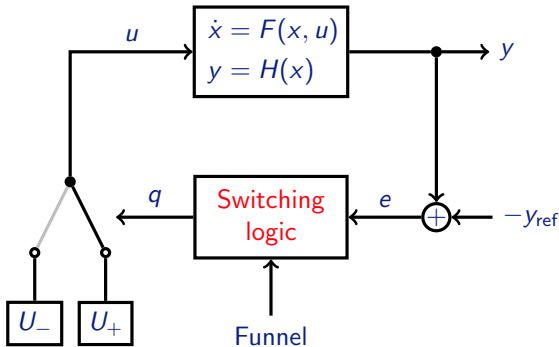 u
ẋ = F(x, u)
y = H(x)
y
q
Switching
logic
e
+
−y_ref
U_−
U_+
Funnel